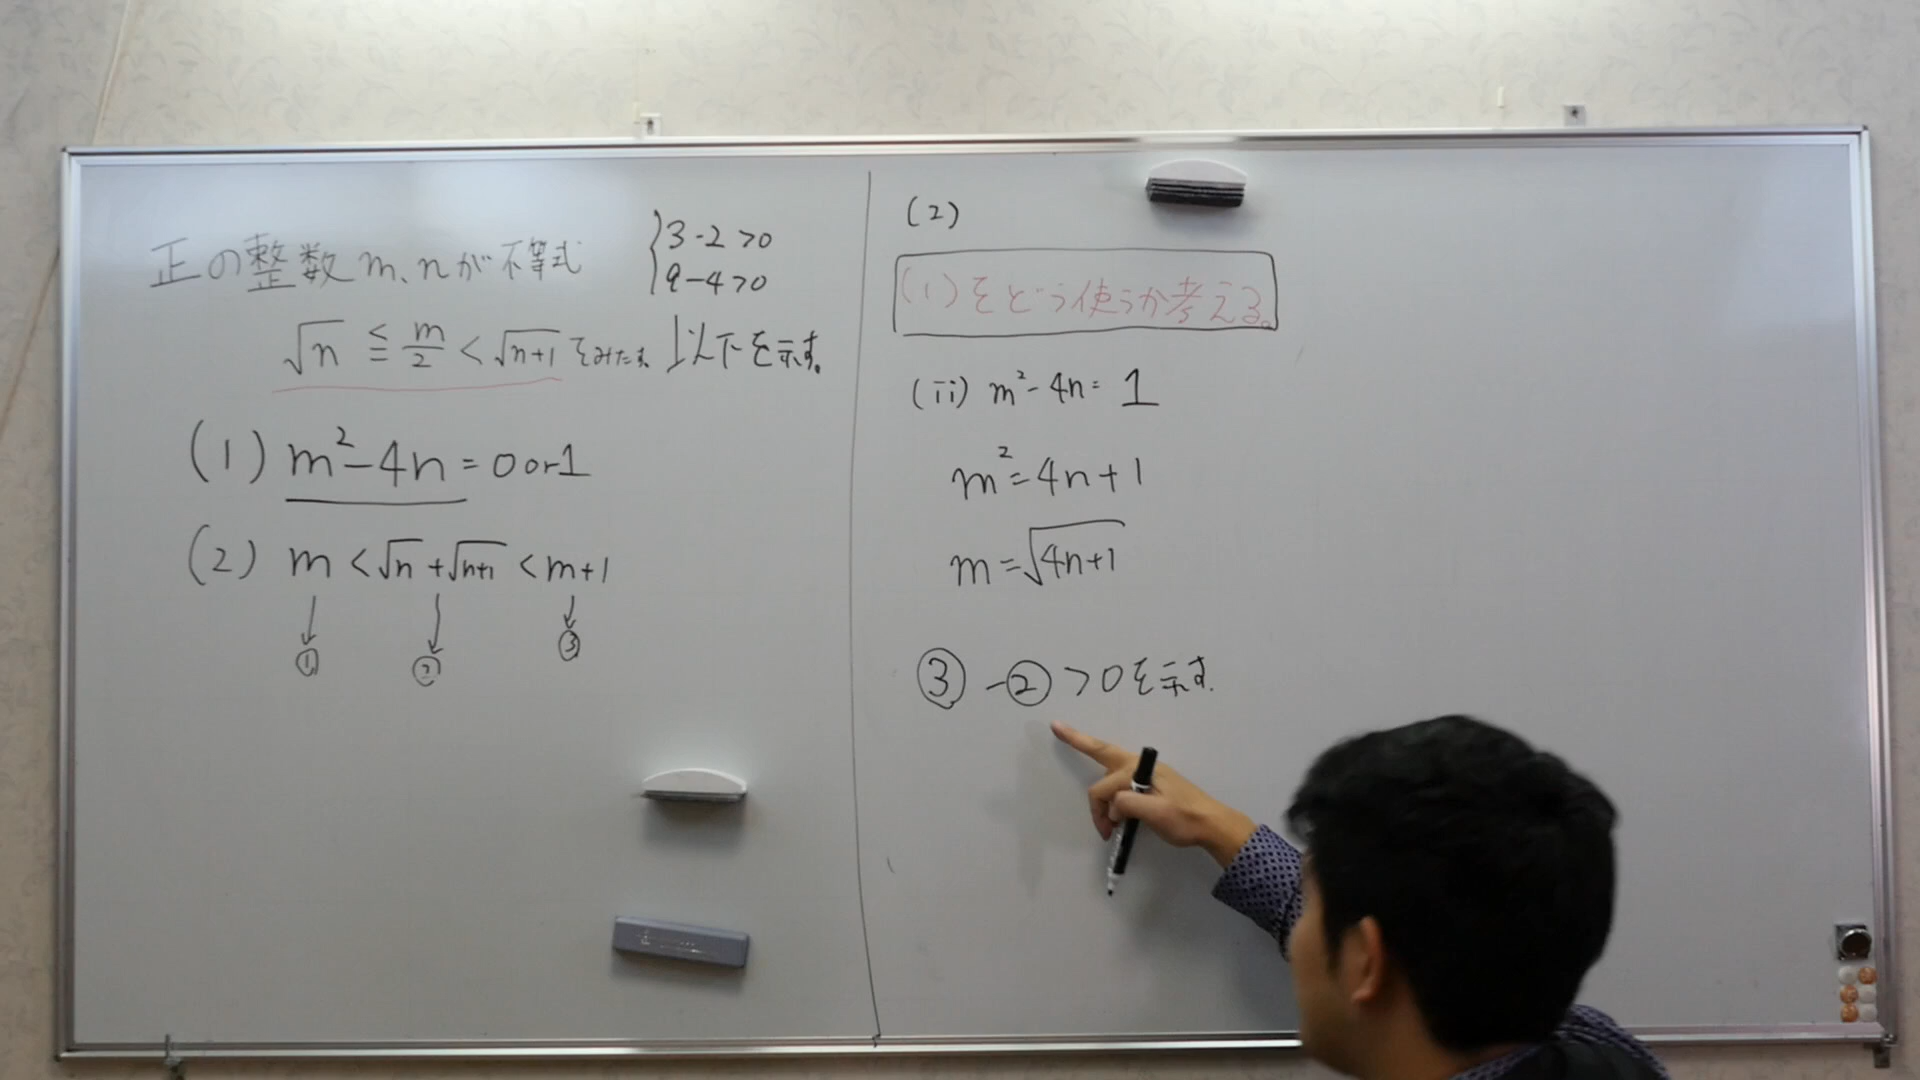 正の整数m、nが不等式
3-2>0
9-4>0
√n ≦ m/2 < √n+1 をみたす 以下を示す。
(1) m²-4n = 0 or 1
(2) m < √n + √n+1 < m+1
① ② ③
(2)
(1)をどう使うか考える。
(ii) m²-4n = 1
m² = 4n+1
m = √4n+1
③ - ② > 0 を示す.